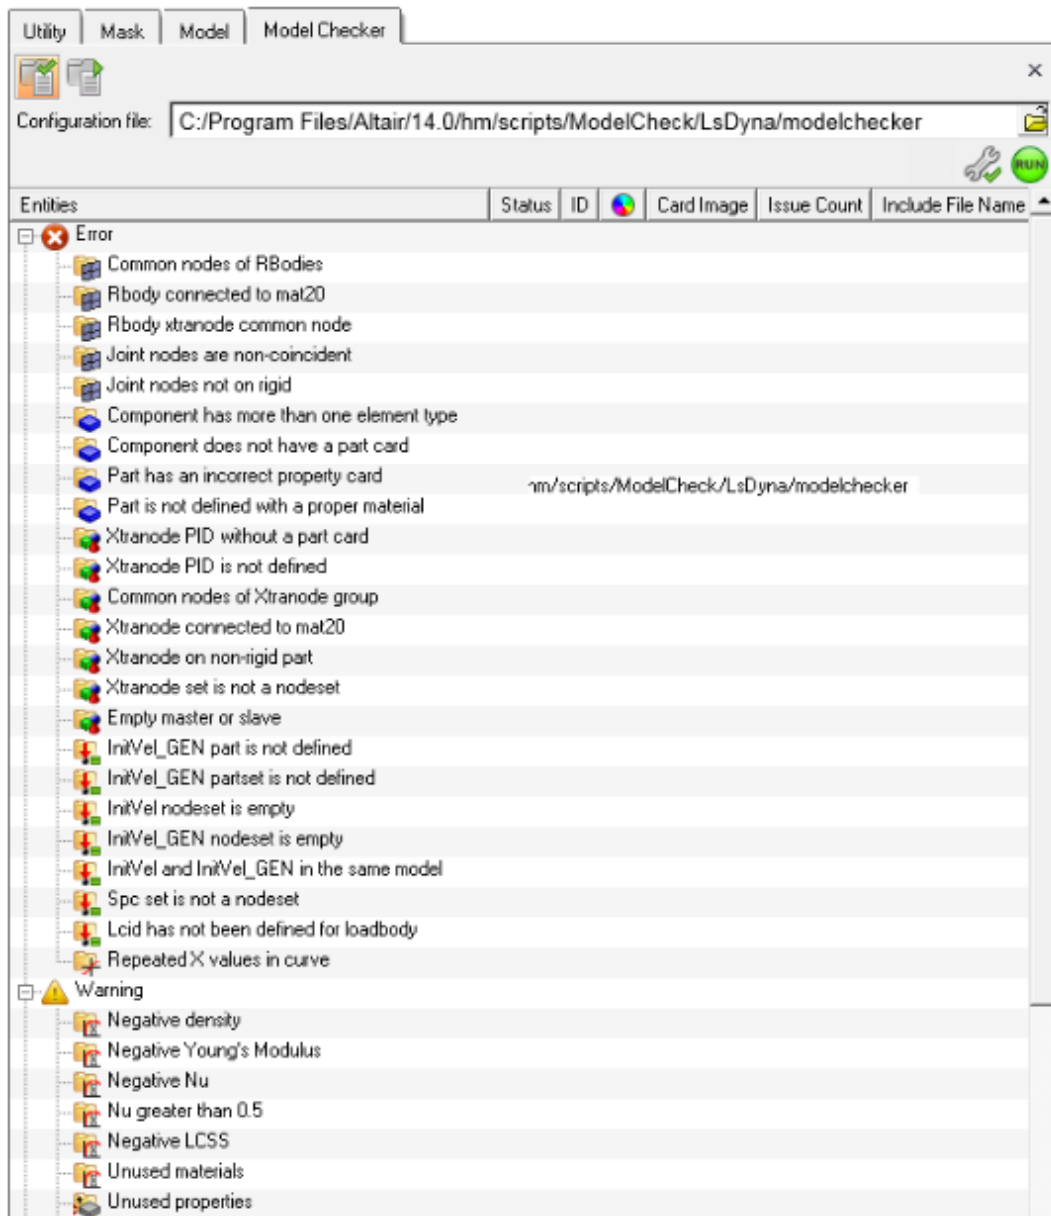 Utility Mask Model Model Checker
Configuration file: C:/Program Files/Altair/14.0/hm/scripts/ModelCheck/LsDyna/modelchecker
RUN
Entities Status ID Card Image Issue Count Include File Name
Error
Common nodes of RBodies
Rbody connected to mat20
Rbody xtranode common node
Joint nodes are non-coincident
Joint nodes not on rigid
Component has more than one element type
Component does not have a part card
Part has an incorrect property card
hm/scripts/ModelCheck/LsDyna/modelchecker
Part is not defined with a proper material
Xtranode PID without a part card
Xtranode PID is not defined
Common nodes of Xtranode group
Xtranode connected to mat20
Xtranode on non-rigid part
Xtranode set is not a nodeset
Empty master or slave
InitVel_GEN part is not defined
InitVel_GEN partset is not defined
InitVel nodeset is empty
InitVel_GEN nodeset is empty
InitVel and InitVel_GEN in the same model
Spc set is not a nodeset
Lcid has not been defined for loadbody
Repeated X values in curve
Warning
Negative density
Negative Young's Modulus
Negative Nu
Nu greater than 0.5
Negative LCSS
Unused materials
Unused properties